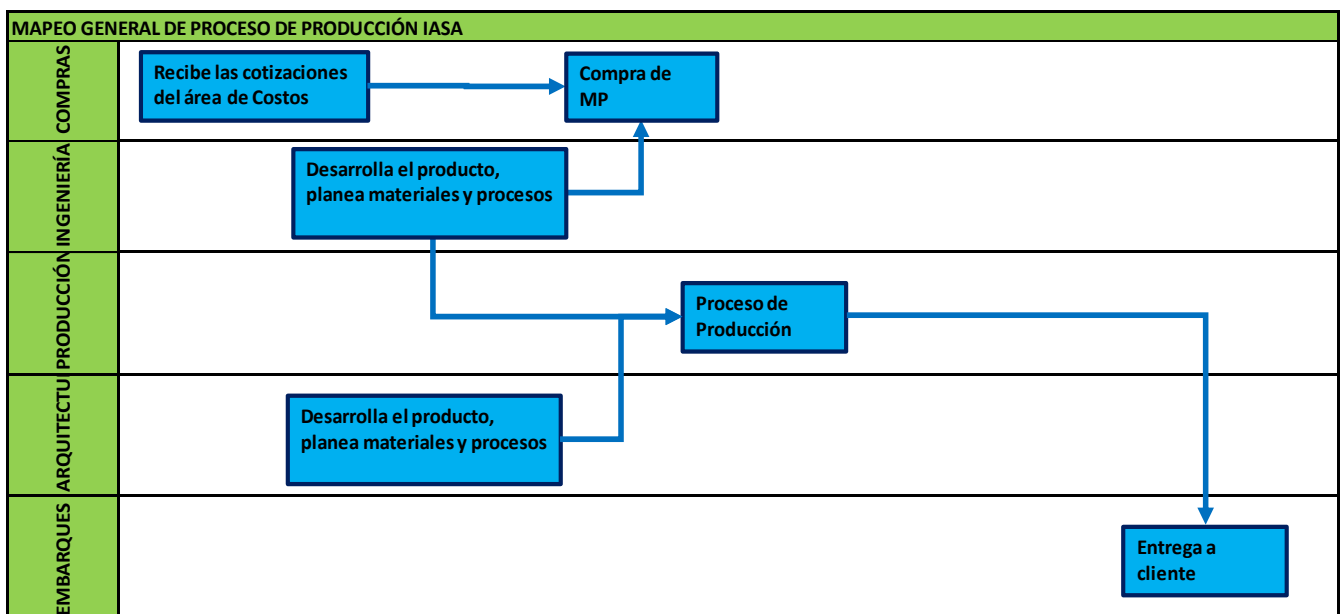 MAPEO GENERAL DE PROCESO DE PRODUCCIÓN IASA
COMPRAS
Recibe las cotizaciones
del área de Costos
Compra de
MP
INGENIERÍA
Desarrolla el producto,
planea materiales y procesos
PRODUCCIÓN
Proceso de
Producción
ARQUITECTU
Desarrolla el producto,
planea materiales y procesos
EMBARQUES
Entrega a
cliente